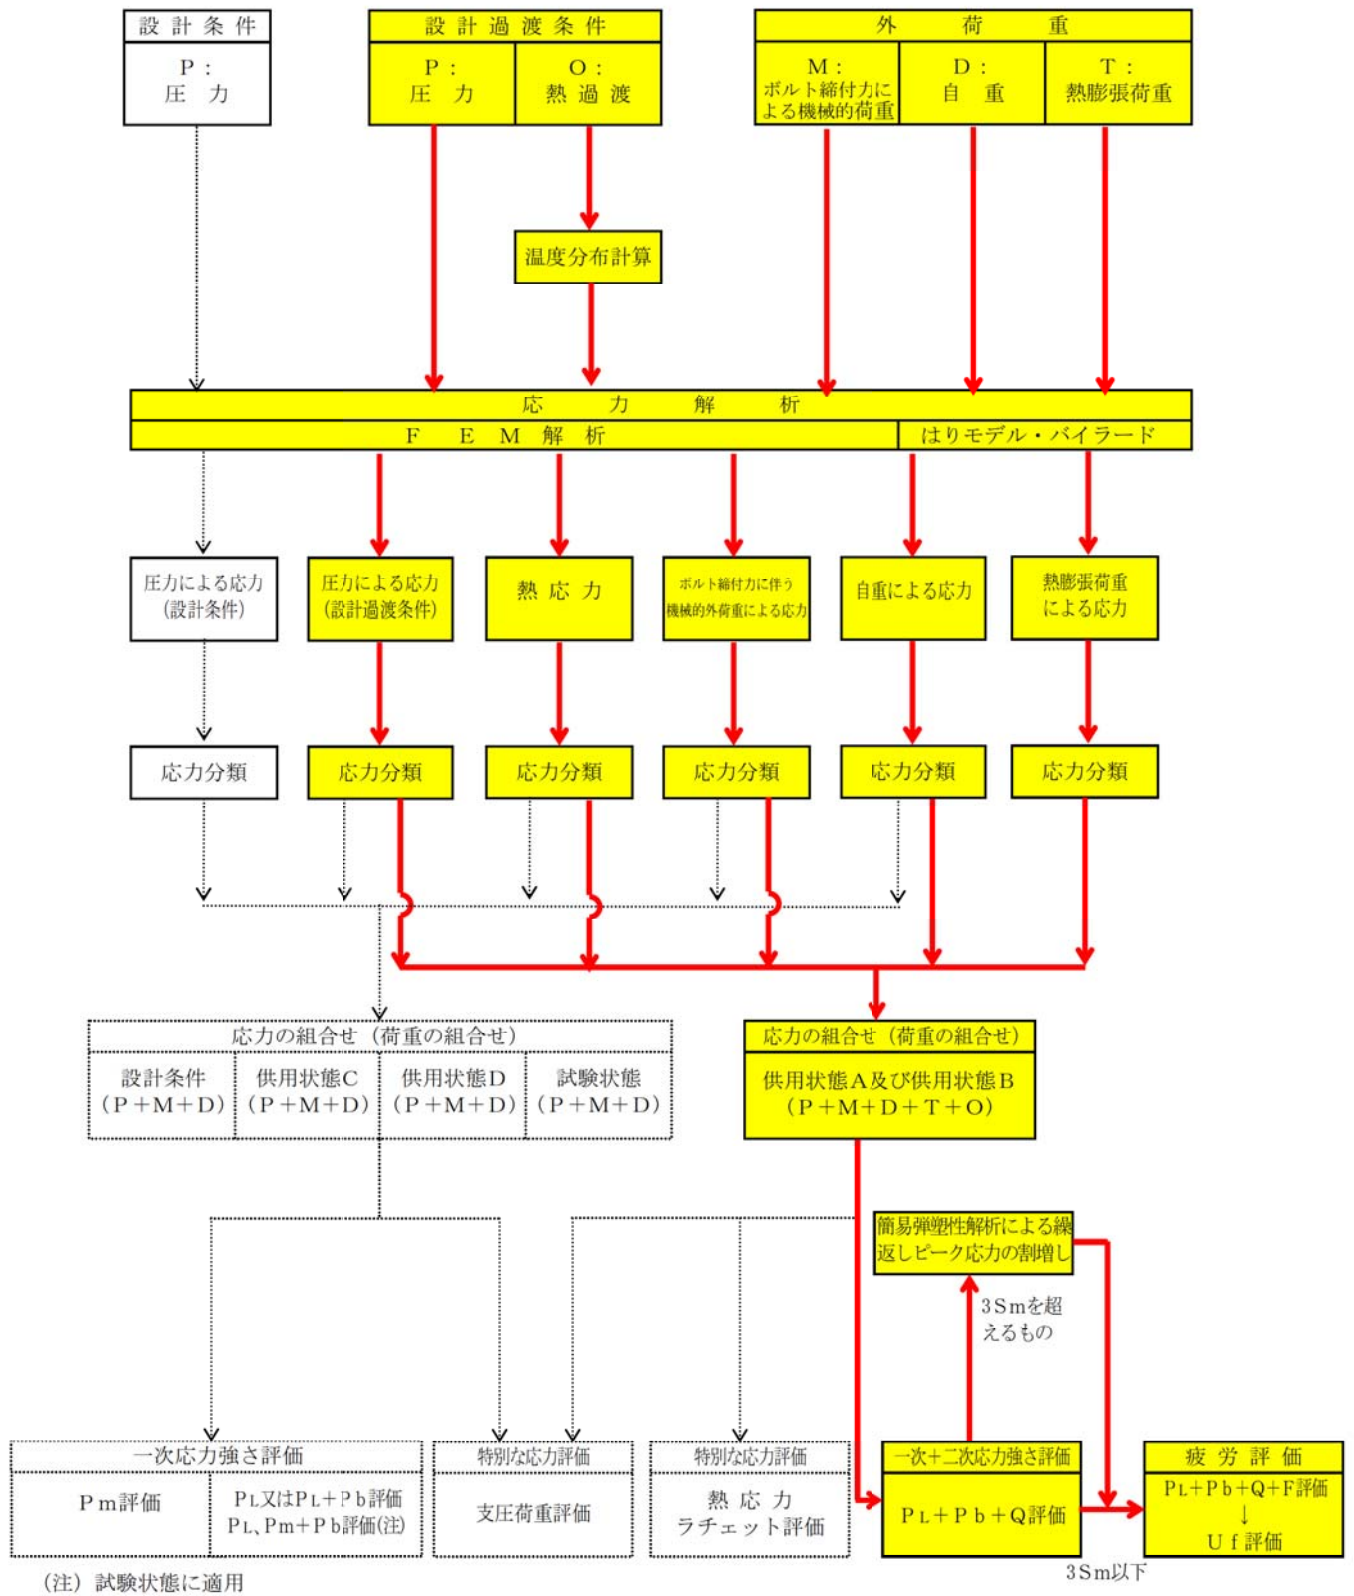 設計条件
P：
圧力
設計過渡条件
P：
圧力
O：
熱過渡
外荷重
M：
ボルト締付力に
よる機械的荷重
D：
自重
T：
熱膨張荷重
温度分布計算
応力解析
FEM解析
はりモデル・バイラード
圧力による応力
(設計条件)
圧力による応力
(設計過渡条件)
熱応力
ボルト締付力に伴う
機械的外荷重による応力
自重による応力
熱膨張荷重
による応力
応力分類
応力分類
応力分類
応力分類
応力分類
応力分類
応力の組合せ（荷重の組合せ）
設計条件
（P＋M＋D）
供用状態C
（P＋M＋D）
供用状態D
（P＋M＋D）
試験状態
（P＋M＋D）
応力の組合せ（荷重の組合せ）
供用状態A及び供用状態B
（P＋M＋D＋T＋O）
簡易弾塑性解析による繰
返しピーク応力の割増し
3Smを超
えるもの
一次応力強さ評価
Pm評価
PL又はPL＋Pb評価
PL、Pm＋Pb評価(注)
特別な応力評価
支圧荷重評価
特別な応力評価
熱応力
ラチェット評価
一次＋二次応力強さ評価
PL＋Pb＋Q評価
疲労評価
PL＋Pb＋Q＋F評価
↓
Uf評価
3Sm以下
(注) 試験状態に適用